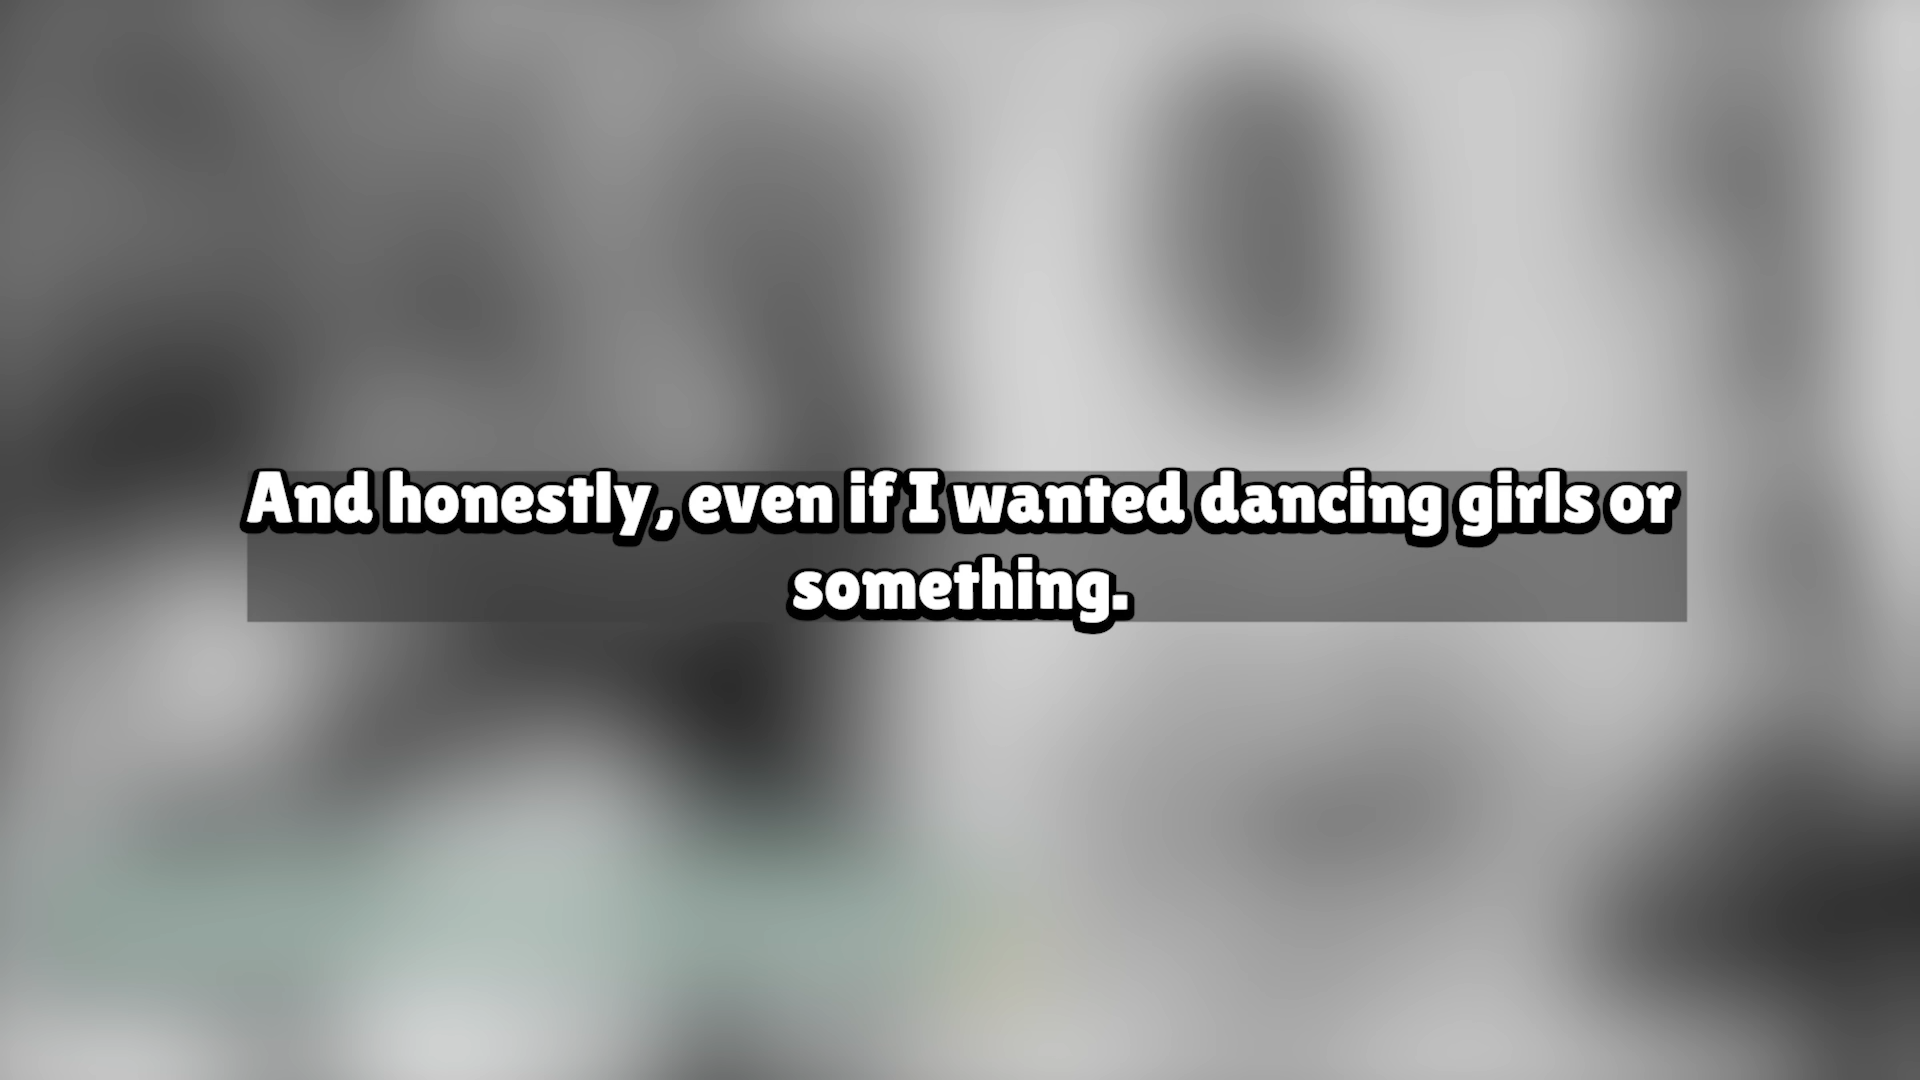 And honestly, even if I wanted dancing girls or
something.